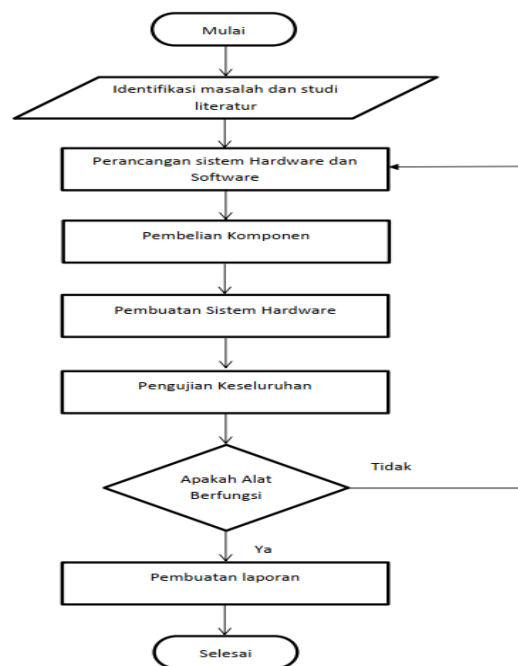 Mulai
Identifikasi masalah dan studi
literatur
Perancangan sistem Hardware dan
Software
Pembelian Komponen
Pembuatan Sistem Hardware
Pengujian Keseluruhan
Apakah Alat
Berfungsi
Tidak
Ya
Pembuatan laporan
Selesai